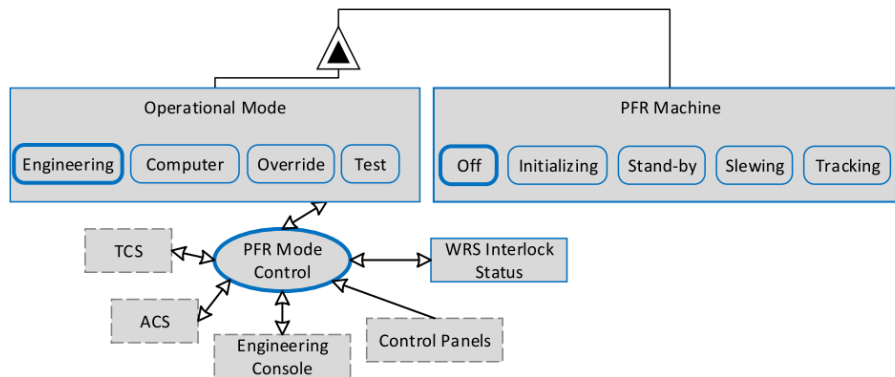 Operational Mode
Engineering
Computer
Override
Test
PFR Machine
Off
Initializing
Stand-by
Slewing
Tracking
TCS
PFR Mode
Control
WRS Interlock
Status
ACS
Engineering
Console
Control Panels